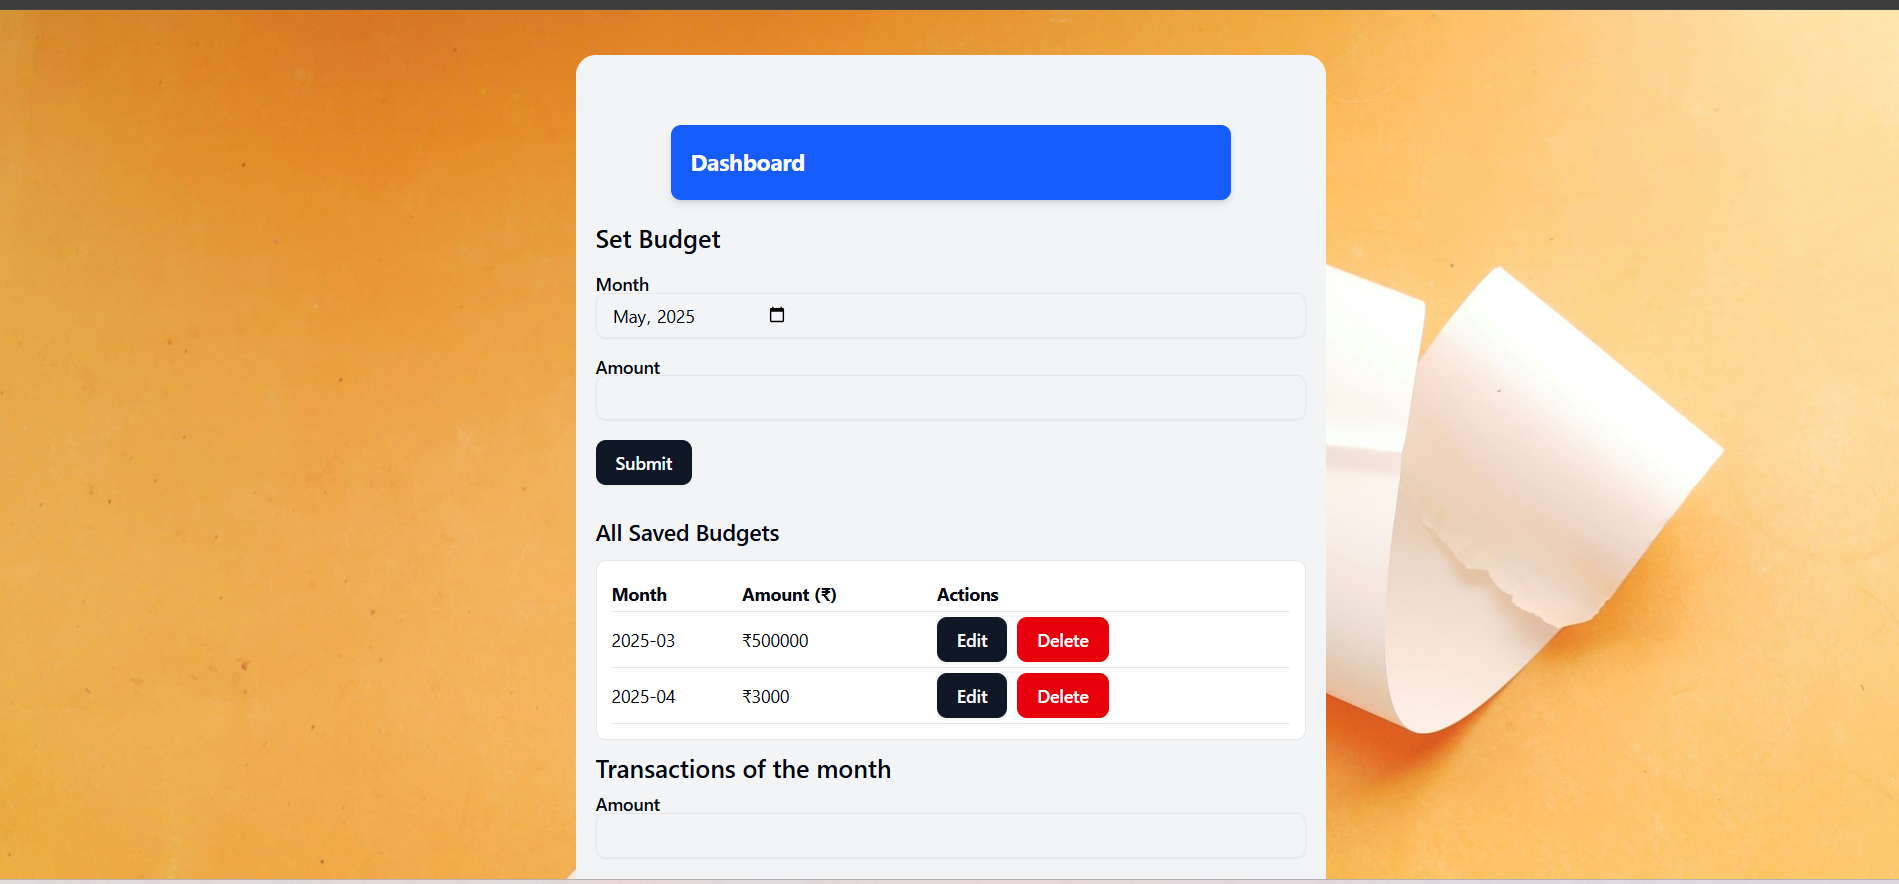 Dashboard
Set Budget
Month
May, 2025
Amount
Submit
All Saved Budgets
Month Amount (₹) Actions
2025-03 ₹500000 Edit Delete
2025-04 ₹3000 Edit Delete
Transactions of the month
Amount